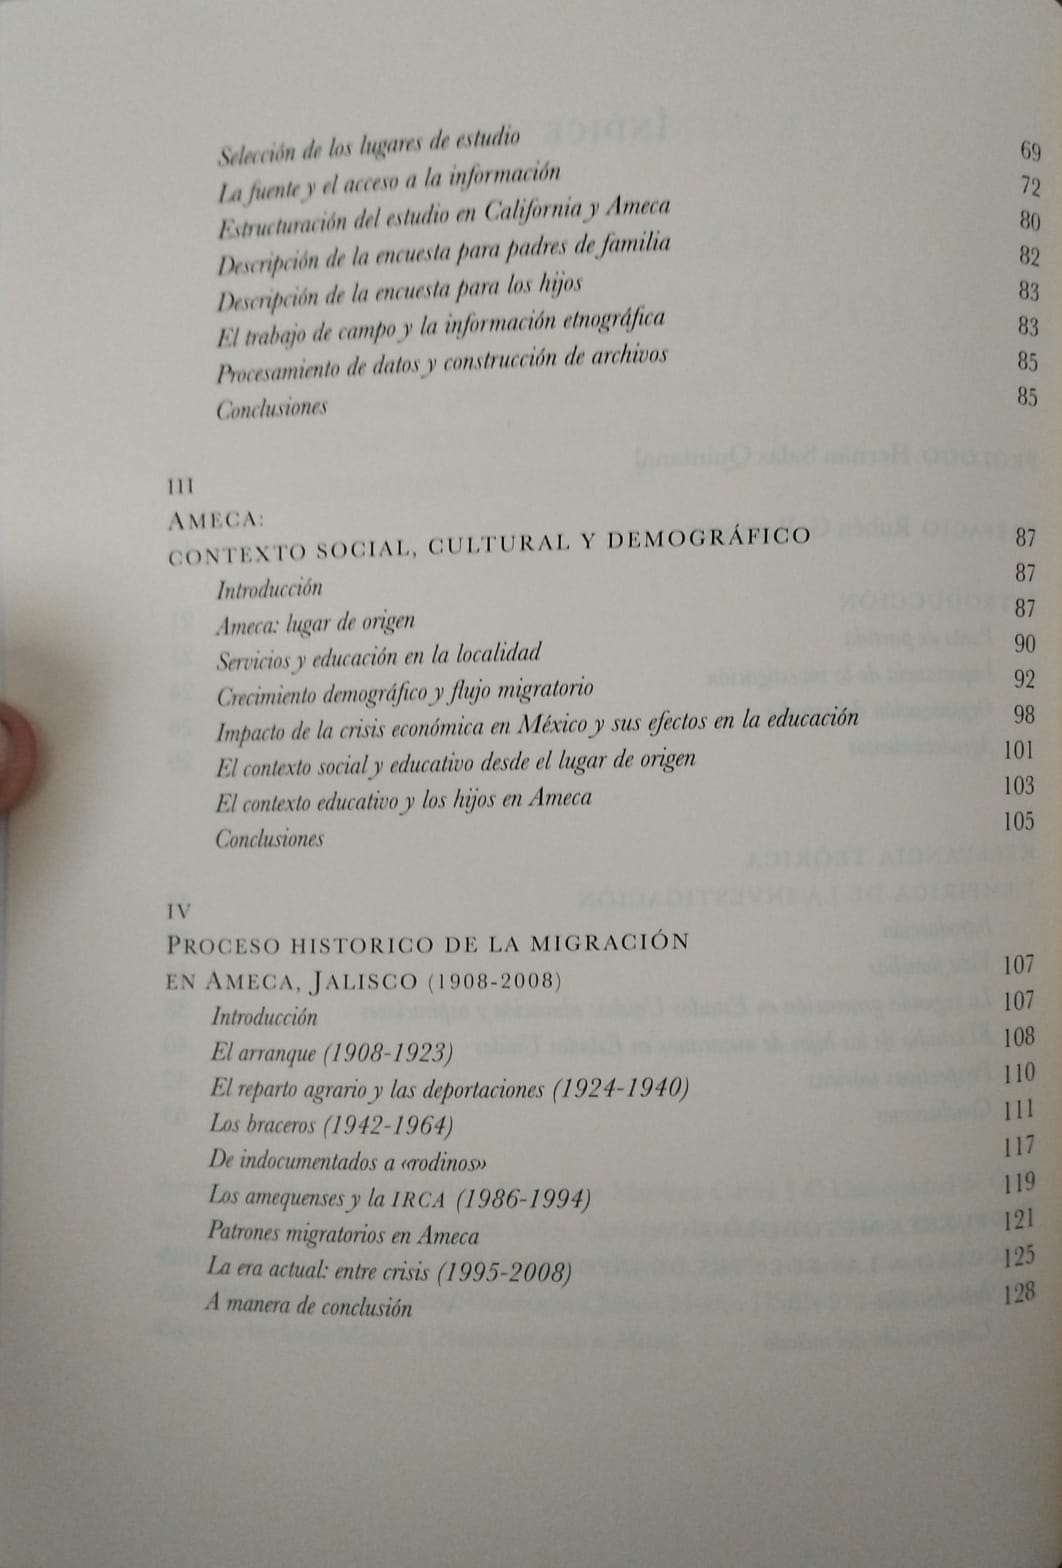 Selección de los lugares de estudio 69
La fuente y el acceso a la información 72
Estructuración del estudio en California y Ameca 80
Descripción de la encuesta para padres de familia 82
Descripción de la encuesta para los hijos 83
El trabajo de campo y la información etnográfica 83
Procesamiento de datos y construcción de archivos 85
Conclusiones 85
III
AMECA:
CONTEXTO SOCIAL, CULTURAL Y DEMOGRÁFICO 87
Introducción 87
Ameca: lugar de origen 87
Servicios y educación en la localidad 90
Crecimiento demográfico y flujo migratorio 92
Impacto de la crisis económica en México y sus efectos en la educación 98
El contexto social y educativo desde el lugar de origen 101
El contexto educativo y los hijos en Ameca 103
Conclusiones 105
IV
PROCESO HISTORICO DE LA MIGRACIÓN
EN AMECA, JALISCO (1908-2008) 107
Introducción 107
El arranque (1908-1923) 108
El reparto agrario y las deportaciones (1924-1940) 110
Los braceros (1942-1964) 111
De indocumentados a «rodinos» 117
Los amequenses y la IRCA (1986-1994) 119
Patrones migratorios en Ameca 121
La era actual: entre crisis (1995-2008) 125
A manera de conclusión 128